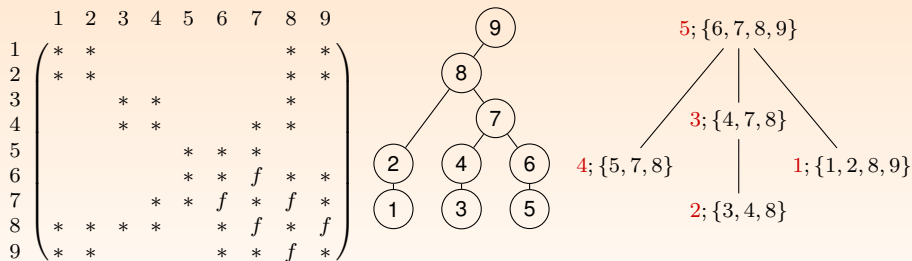 1 2 3 4 5 6 7 8 9
1 * * * *
2 * * * *
3 * * *
4 * * * *
5 * * *
6 * * f * *
7 * * f * f *
8 * * * * * f * f
9 * * * * f *
9
8
7
2 4 6
1 3 5
5; {6, 7, 8, 9}
3; {4, 7, 8}
4; {5, 7, 8} 1; {1, 2, 8, 9}
2; {3, 4, 8}